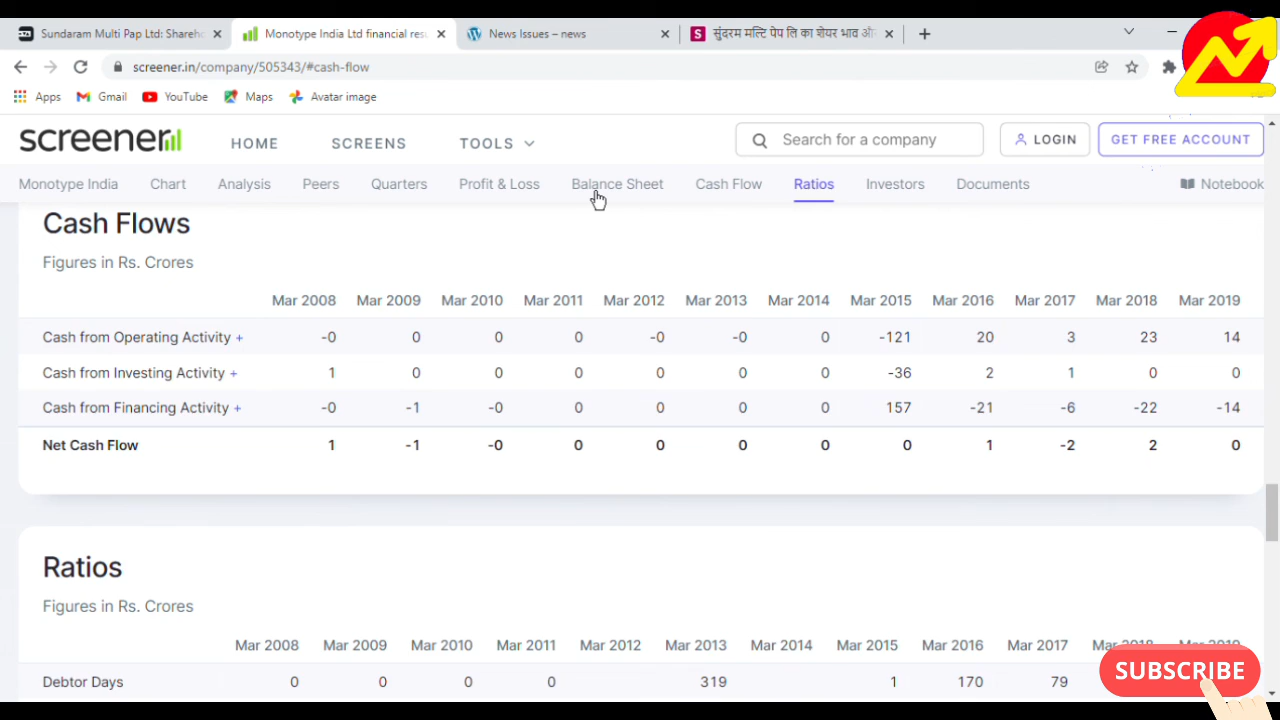 Sundaram Multi Pap Ltd: Shareho
Monotype India Ltd financial resu
News Issues – news
सुंदरम मल्टि पेप लि का शेयर भाव औ
screener.in/company/505343/#cash-flow
Apps Gmail YouTube Maps Avatar image
screener HOME SCREENS TOOLS Search for a company LOGIN GET FREE ACCOUNT
Monotype India Chart Analysis Peers Quarters Profit & Loss Balance Sheet Cash Flow Ratios Investors Documents Notebook
Cash Flows
Figures in Rs. Crores
Mar 2008 Mar 2009 Mar 2010 Mar 2011 Mar 2012 Mar 2013 Mar 2014 Mar 2015 Mar 2016 Mar 2017 Mar 2018 Mar 2019
Cash from Operating Activity + -0 0 0 0 -0 -0 0 -121 20 3 23 14
Cash from Investing Activity + 1 0 0 0 0 0 0 -36 2 1 0 0
Cash from Financing Activity + -0 -1 -0 0 0 0 0 157 -21 -6 -22 -14
Net Cash Flow 1 -1 -0 0 0 0 0 0 1 -2 2 0
Ratios
Figures in Rs. Crores
Mar 2008 Mar 2009 Mar 2010 Mar 2011 Mar 2012 Mar 2013 Mar 2014 Mar 2015 Mar 2016 Mar 2017
Debtor Days 0 0 0 0 319 1 170 79
SUBSCRIBE